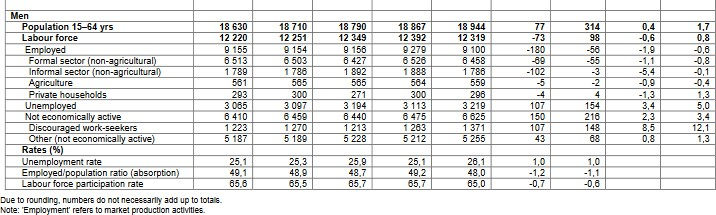 Men
Population 15–64 yrs 18 630 18 710 18 790 18 867 18 944 77 314 0,4 1,7
Labour force 12 220 12 251 12 349 12 392 12 319 -73 98 -0,6 0,8
Employed 9 155 9 154 9 156 9 279 9 100 -180 -56 -1,9 -0,6
Formal sector (non-agricultural) 6 513 6 503 6 427 6 526 6 458 -69 -55 -1,1 -0,8
Informal sector (non-agricultural) 1 789 1 786 1 892 1 888 1 786 -102 -3 -5,4 -0,1
Agriculture 561 565 565 564 559 -5 -2 -0,9 -0,4
Private households 293 300 271 300 296 -4 4 -1,3 1,3
Unemployed 3 065 3 097 3 194 3 113 3 219 107 154 3,4 5,0
Not economically active 6 410 6 459 6 440 6 475 6 625 150 216 2,3 3,4
Discouraged work-seekers 1 223 1 270 1 213 1 263 1 371 107 148 8,5 12,1
Other (not economically active) 5 187 5 189 5 228 5 212 5 255 43 68 0,8 1,3
Rates (%)
Unemployment rate 25,1 25,3 25,9 25,1 26,1 1,0 1,0
Employed/population ratio (absorption) 49,1 48,9 48,7 49,2 48,0 -1,2 -1,1
Labour force participation rate 65,6 65,5 65,7 65,7 65,0 -0,7 -0,6
Due to rounding, numbers do not necessarily add up to totals.
Note: 'Employment' refers to market production activities.